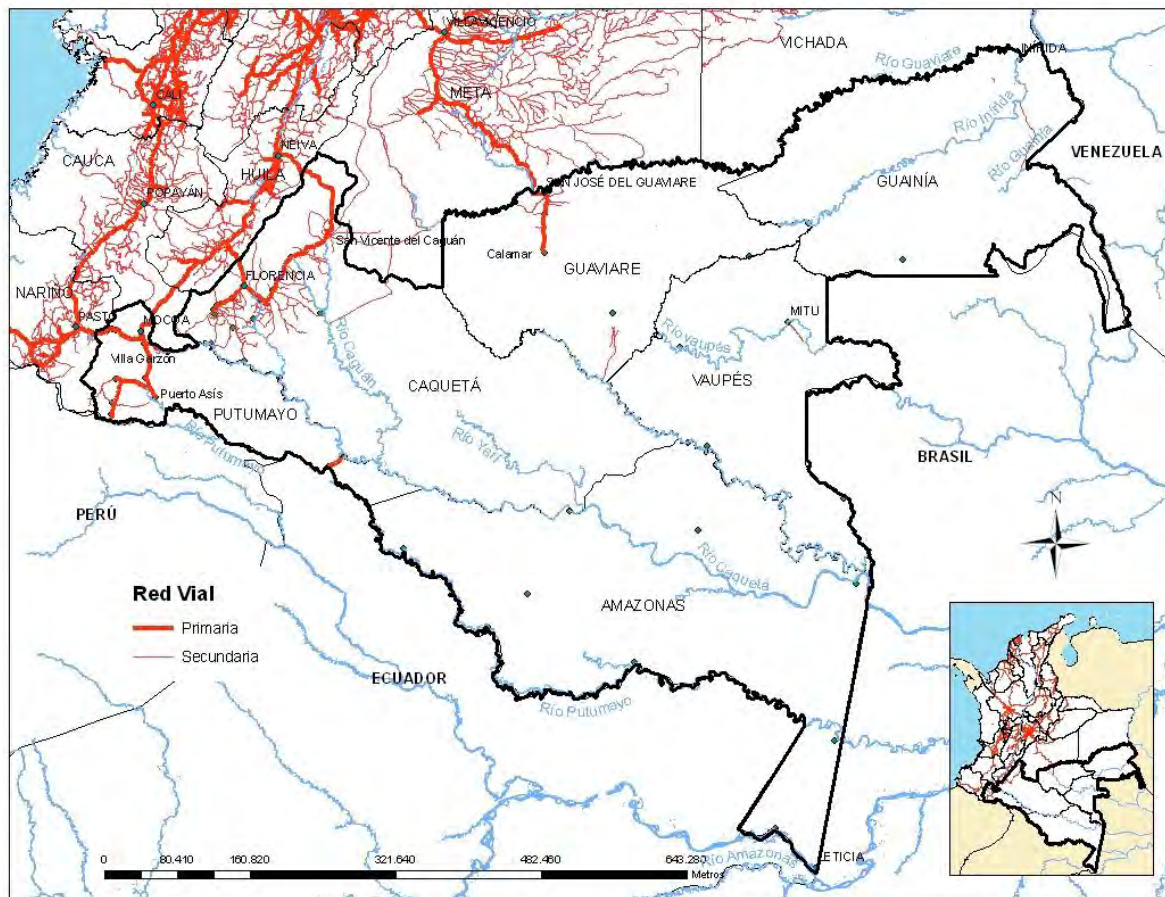 VILLAVICENCIO
VICHADA
INIRIDA
Río Guaviare
META
CALI
Río Inírida
NEIVA
VENEZUELA
CAUCA
HUILA
Río Guainía
GUAINÍA
SAN JOSÉ DEL GUAVIARE
POPAYÁN
San Vicente del Caguán
Calamar
GUAVIARE
FLORENCIA
NARIÑO
PASTO
MOCOA
MITU
Río Vaupés
Villa Garzón
Río Caguán
CAQUETÁ
VAUPÉS
Puerto Asís
PUTUMAYO
Río Putumayo
Río Yarí
BRASIL
N
PERÚ
Río Caqueta
Red Vial
Primaria
Secundaria
AMAZONAS
ECUADOR
Río Putumayo
0 80.410 160.820 321.640 482.460 643.280
Metros
Río Amazonas
LETICIA